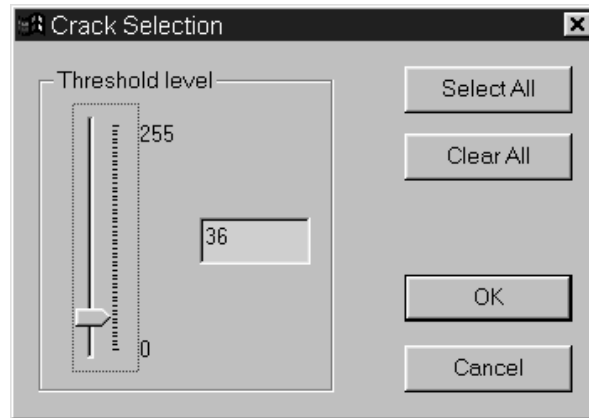 Crack Selection
Threshold level
255
36
0
Select All
Clear All
OK
Cancel